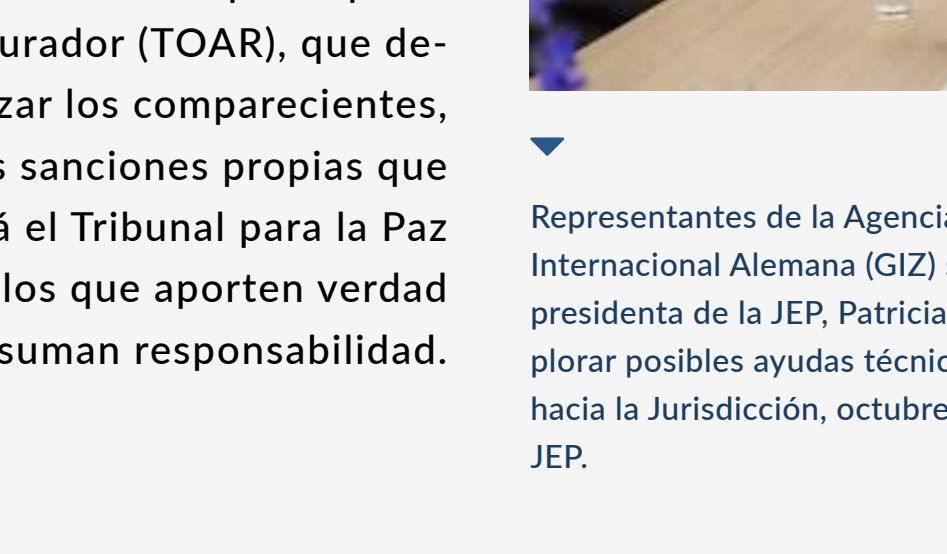 urador (TOAR), que de-
zar los comparecientes,
s sanciones propias que
á el Tribunal para la Paz
los que aporten verdad
suman responsabilidad.
Representantes de la Agencia
Internacional Alemana (GIZ)
presidenta de la JEP, Patricia
plorar posibles ayudas técnic
hacia la Jurisdicción, octubre
JEP.